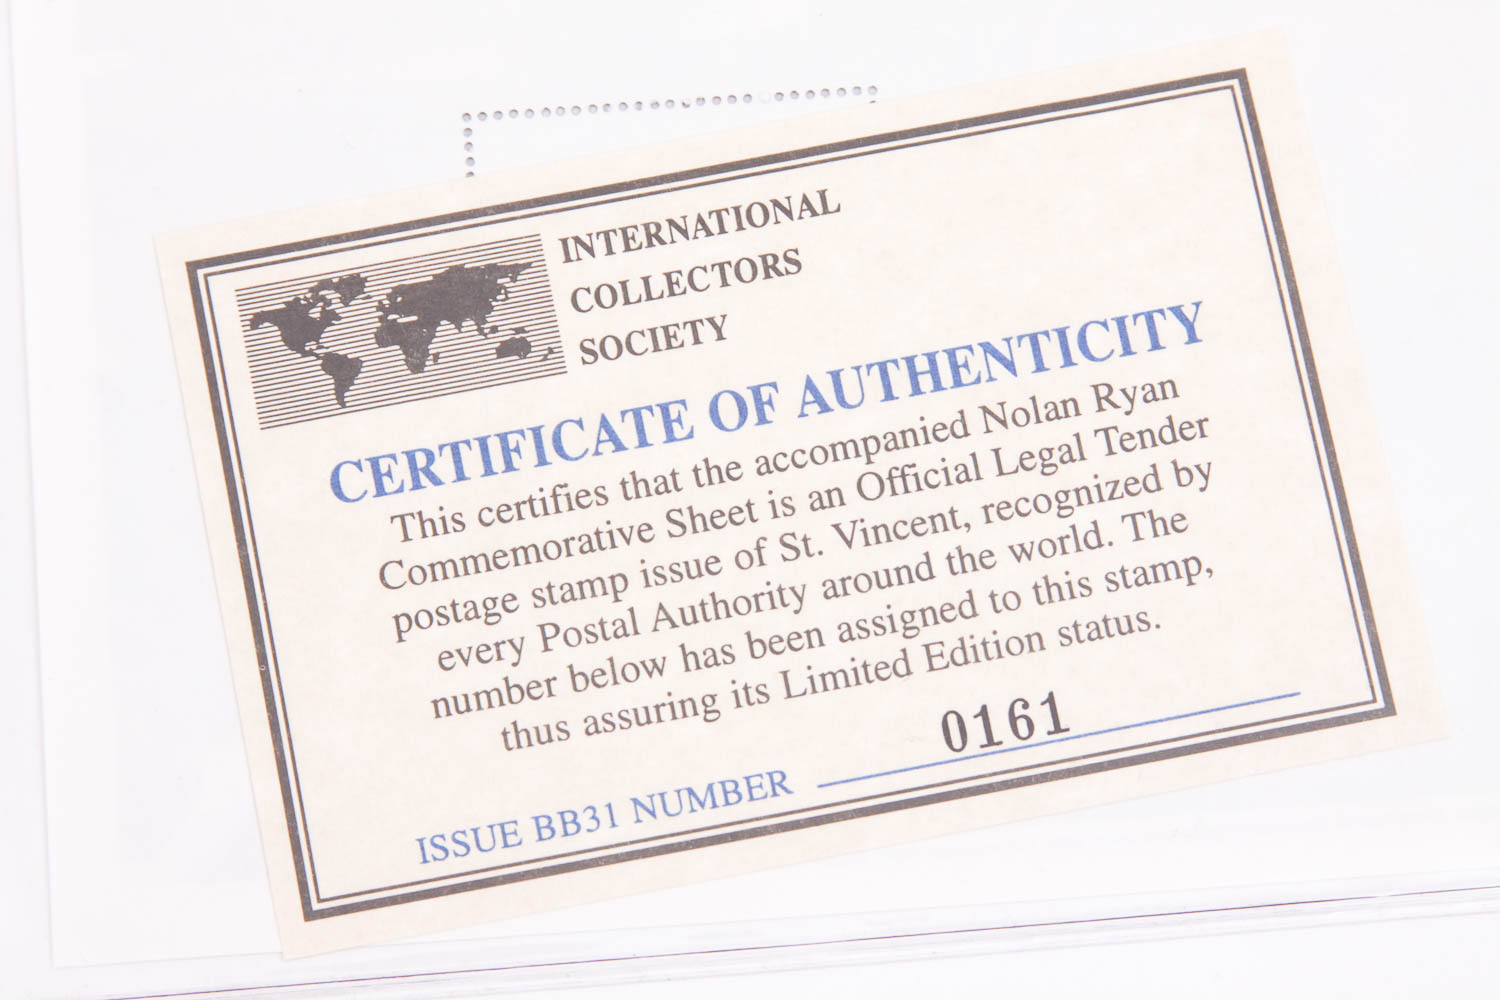 INTERNATIONAL
COLLECTORS
SOCIETY
CERTIFICATE OF AUTHENTICITY
This certifies that the accompanied Nolan Ryan
Commemorative Sheet is an Official Legal Tender
postage stamp issue of St. Vincent, recognized by
every Postal Authority around the world. The
number below has been assigned to this stamp,
thus assuring its Limited Edition status.
ISSUE BB31 NUMBER 0161